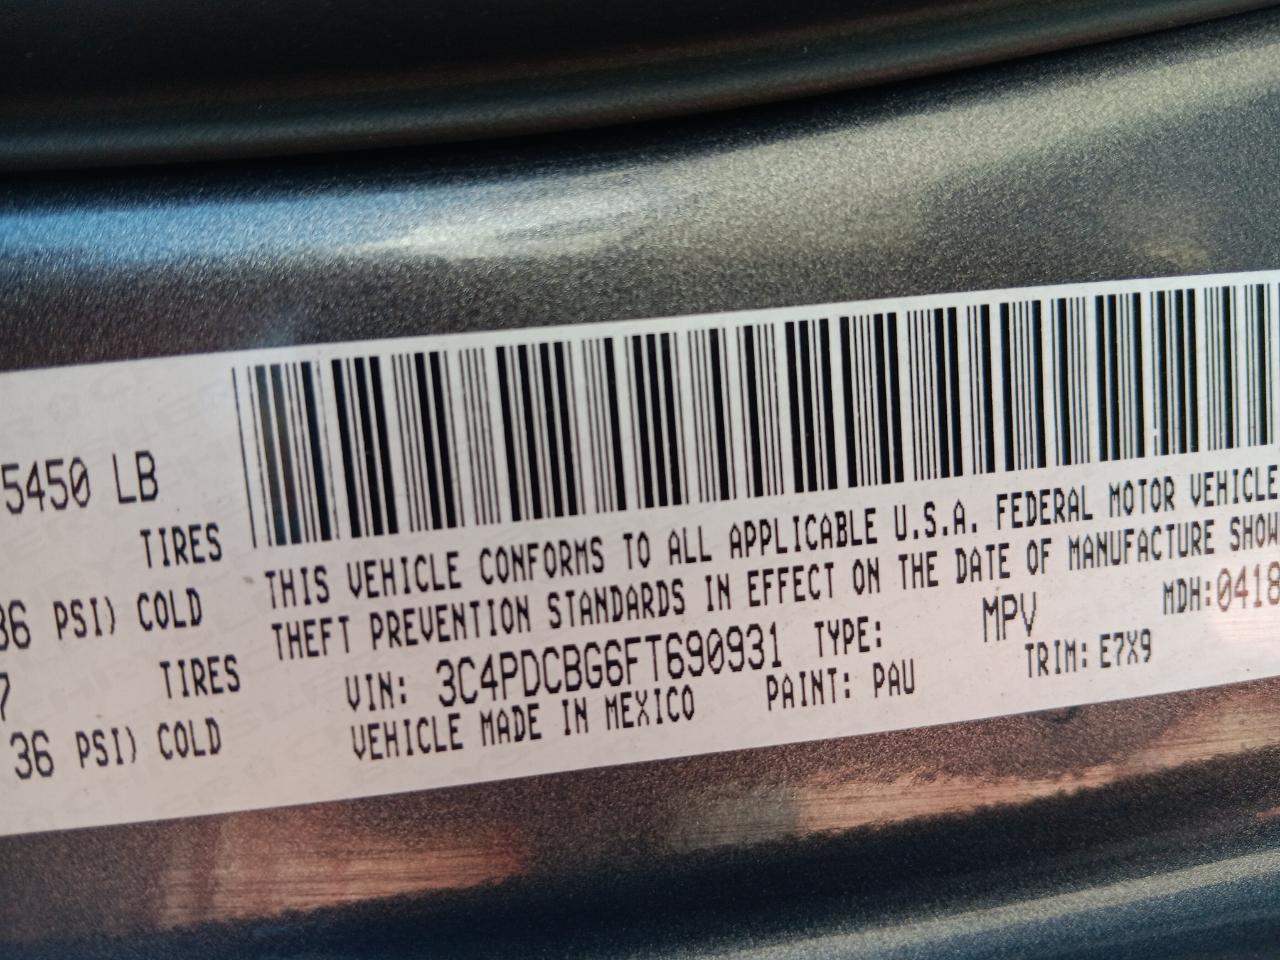 5450 LB
TIRES
36 PSI) COLD
7 TIRES
36 PSI) COLD
THIS VEHICLE CONFORMS TO ALL APPLICABLE U.S.A. FEDERAL MOTOR VEHICLE
THEFT PREVENTION STANDARDS IN EFFECT ON THE DATE OF MANUFACTURE SHOW
VIN: 3C4PDCBG6FT690931 TYPE: MPV MDH:0418
VEHICLE MADE IN MEXICO PAINT: PAU TRIM: E7X9